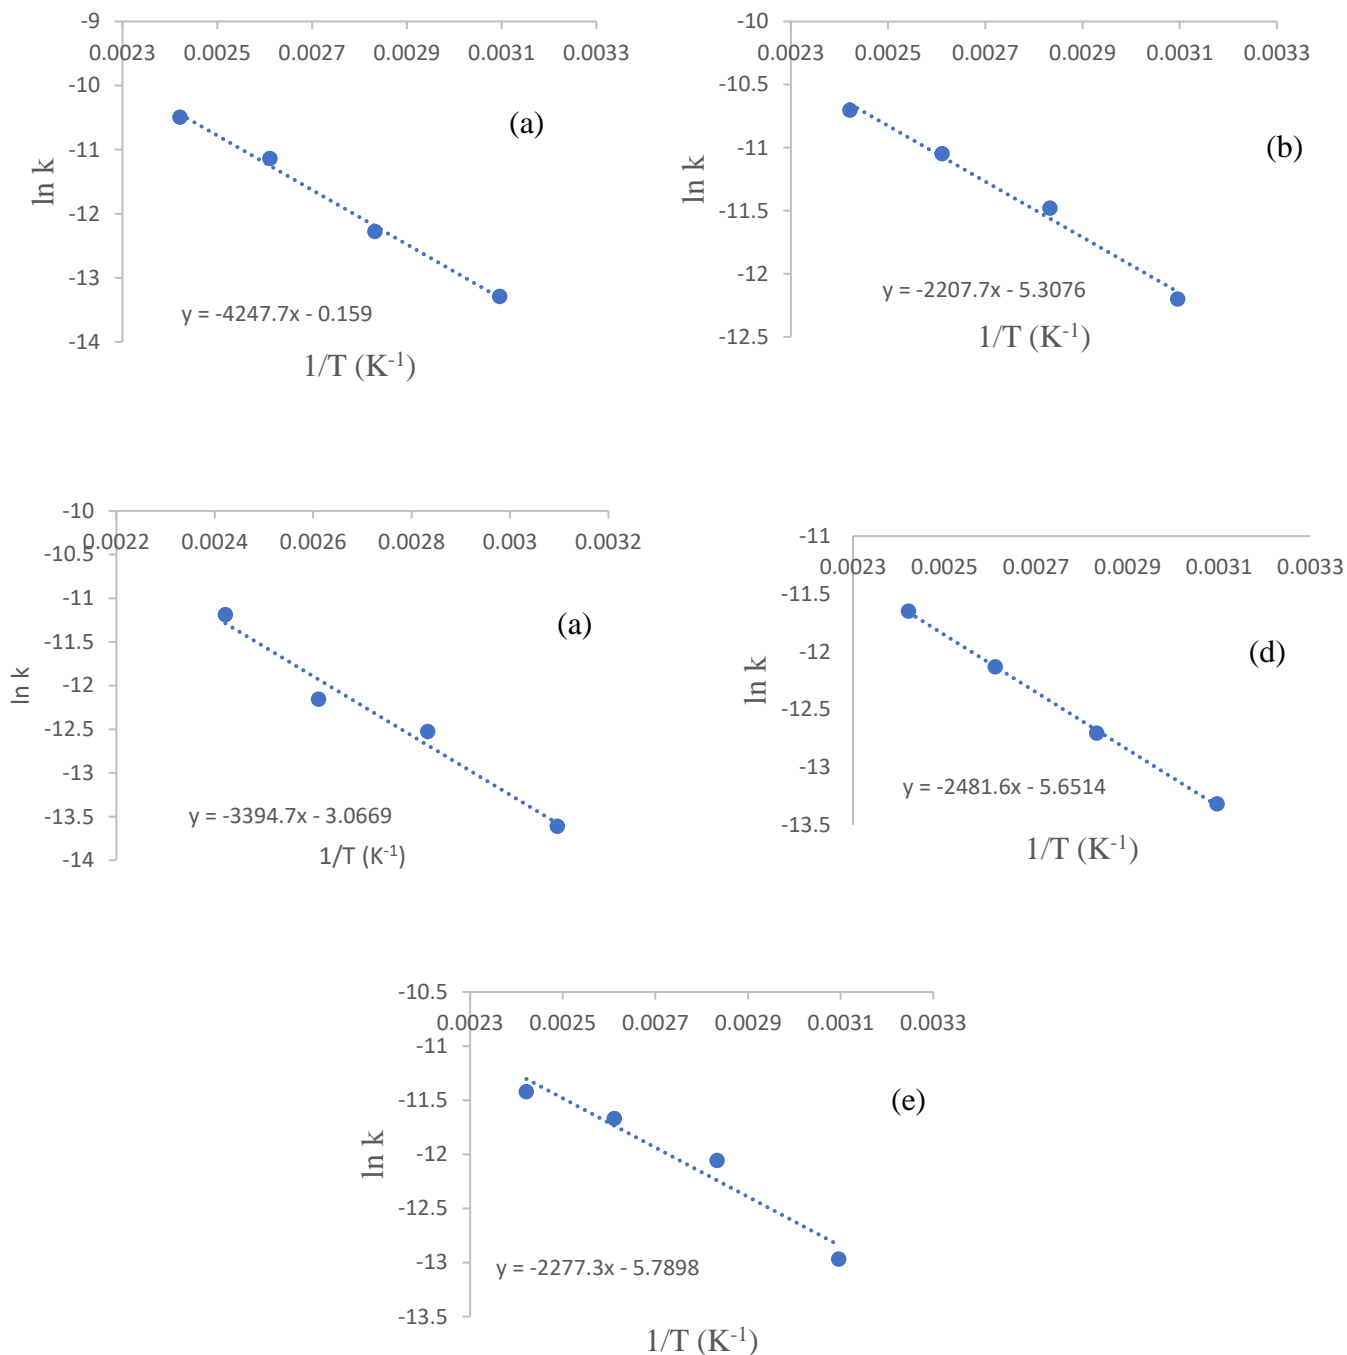 -9
0.0023 0.0025 0.0027 0.0029 0.0031 0.0033
-10
-11
-12
-13
-14
ln k
(a)
y = -4247.7x - 0.159
1/T (K-1)
-10
0.0023 0.0025 0.0027 0.0029 0.0031 0.0033
-10.5
-11
-11.5
-12
-12.5
ln k
(b)
y = -2207.7x - 5.3076
1/T (K-1)
-10
0.0022 0.0024 0.0026 0.0028 0.003 0.0032
-10.5
-11
-11.5
-12
-12.5
-13
-13.5
-14
ln k
(a)
y = -3394.7x - 3.0669
1/T (K-1)
-11
0.0023 0.0025 0.0027 0.0029 0.0031 0.0033
-11.5
-12
-12.5
-13
-13.5
ln k
(d)
y = -2481.6x - 5.6514
1/T (K-1)
-10.5
0.0023 0.0025 0.0027 0.0029 0.0031 0.0033
-11
-11.5
-12
-12.5
-13
-13.5
ln k
(e)
y = -2277.3x - 5.7898
1/T (K-1)